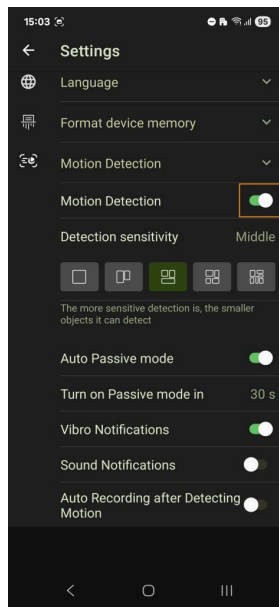 15:03
95
Settings
Language
Format device memory
Motion Detection
Motion Detection
Detection sensitivity Middle
The more sensitive detection is, the smaller
objects it can detect
Auto Passive mode
Turn on Passive mode in 30 s
Vibro Notifications
Sound Notifications
Auto Recording after Detecting
Motion